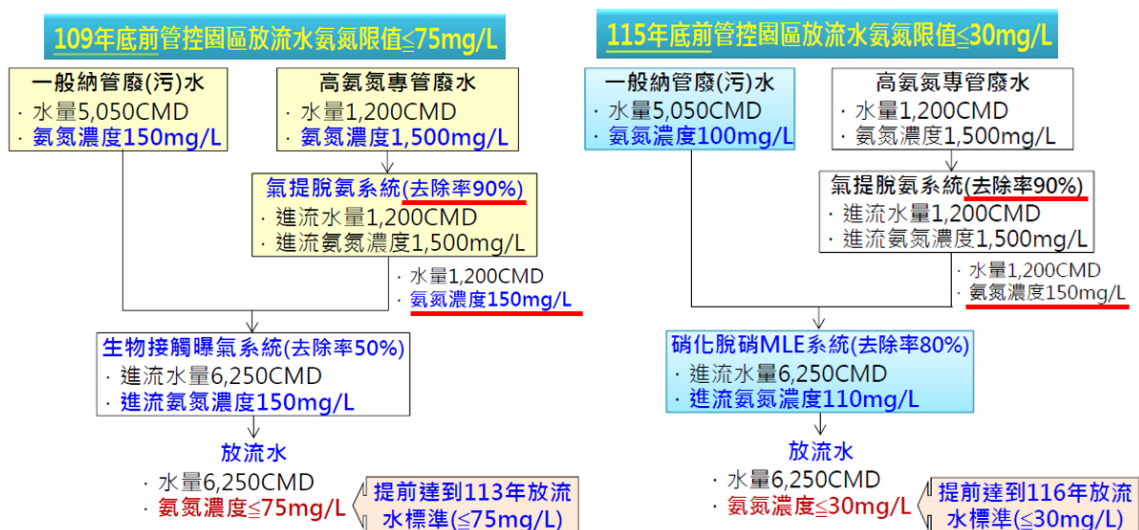 109年底前管控園區放流水氨氮限值≦75mg/L
一般納管廢(污)水
· 水量5,050CMD
· 氨氮濃度150mg/L
高氨氮專管廢水
· 水量1,200CMD
· 氨氮濃度1,500mg/L
氣提脫氨系統(去除率90%)
· 進流水量1,200CMD
· 進流氨氮濃度1,500mg/L
· 水量1,200CMD
· 氨氮濃度150mg/L
生物接觸曝氣系統(去除率50%)
· 進流水量6,250CMD
· 進流氨氮濃度150mg/L
放流水
· 水量6,250CMD
· 氨氮濃度≦75mg/L
提前達到113年放流
水標準(≦75mg/L)
115年底前管控園區放流水氨氮限值≦30mg/L
一般納管廢(污)水
· 水量5,050CMD
· 氨氮濃度100mg/L
高氨氮專管廢水
· 水量1,200CMD
· 氨氮濃度1,500mg/L
氣提脫氨系統(去除率90%)
· 進流水量1,200CMD
· 進流氨氮濃度1,500mg/L
· 水量1,200CMD
· 氨氮濃度150mg/L
硝化脫硝MLE系統(去除率80%)
· 進流水量6,250CMD
· 進流氨氮濃度110mg/L
放流水
· 水量6,250CMD
· 氨氮濃度≦30mg/L
提前達到116年放流
水標準(≦30mg/L)